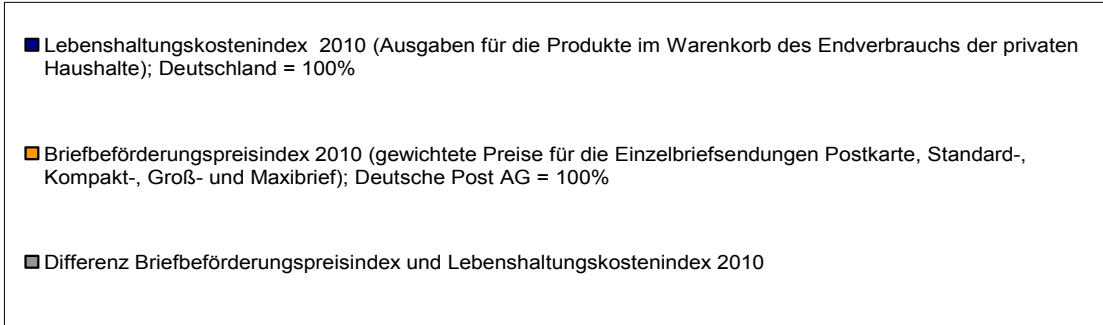 Lebenshaltungskostenindex 2010 (Ausgaben für die Produkte im Warenkorb des Endverbrauchs der privaten
Haushalte); Deutschland = 100%
Briefbeförderungspreisindex 2010 (gewichtete Preise für die Einzelbriefsendungen Postkarte, Standard-,
Kompakt-, Groß- und Maxibrief); Deutsche Post AG = 100%
Differenz Briefbeförderungspreisindex und Lebenshaltungskostenindex 2010